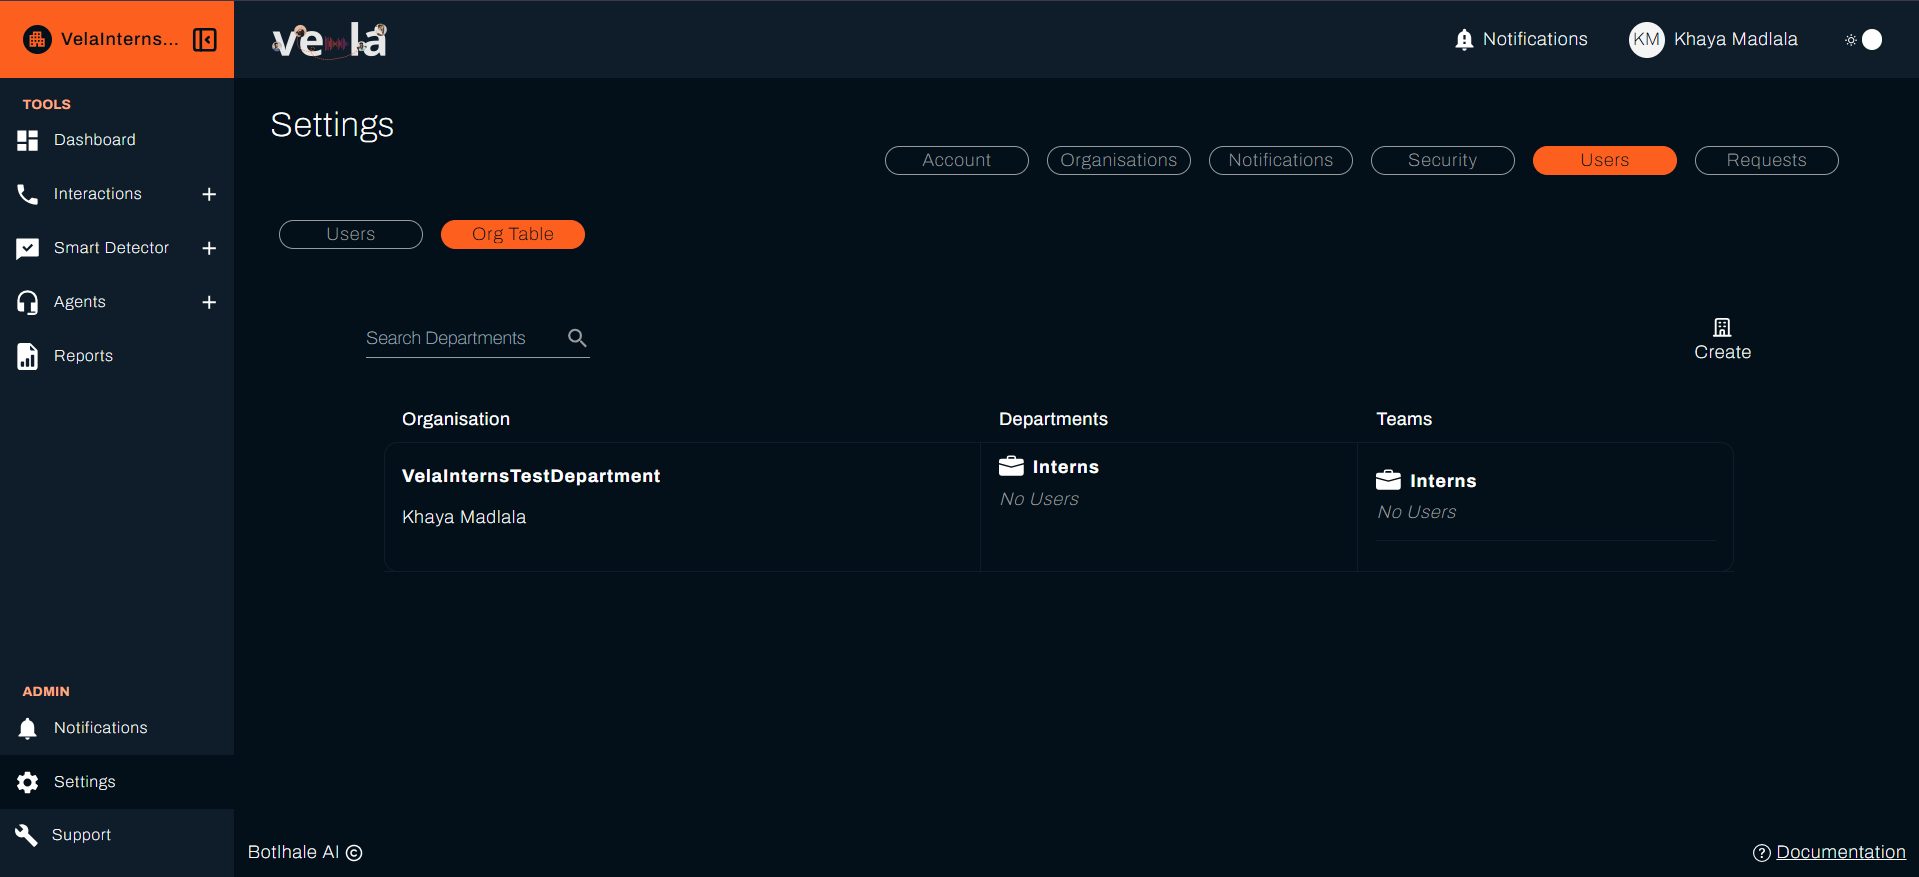 VelaInterns...
vela
Notifications
KM
Khaya Madlala
TOOLS
Dashboard
Interactions
Smart Detector
Agents
Reports
ADMIN
Notifications
Settings
Support
Settings
Account
Organisations
Notifications
Security
Users
Requests
Users
Org Table
Search Departments
Create
Organisation
Departments
Teams
VelaInternsTestDepartment
Khaya Madlala
Interns
No Users
Interns
No Users
Botlhale AI ©
Documentation